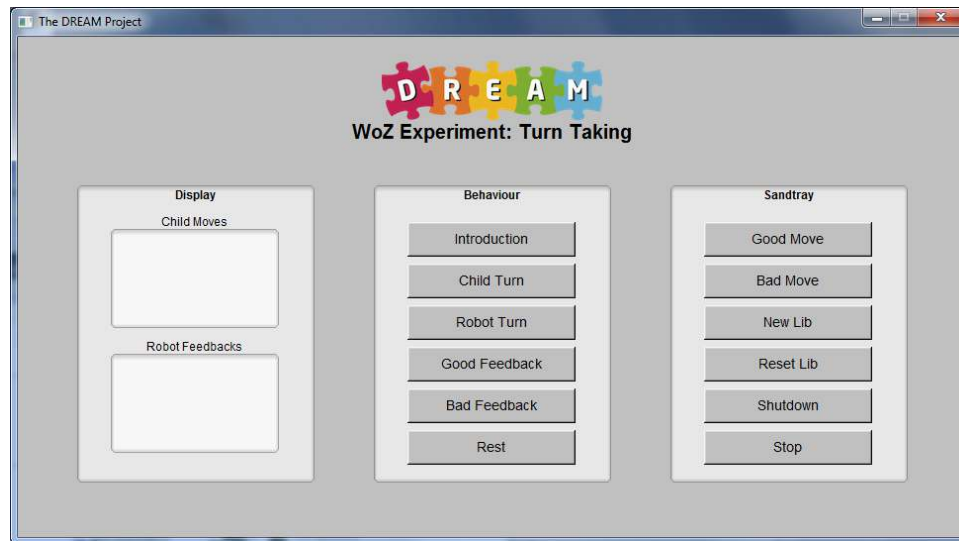 The DREAM Project
DREAM
WoZ Experiment: Turn Taking
Display
Child Moves
Robot Feedbacks
Behaviour
Introduction
Child Turn
Robot Turn
Good Feedback
Bad Feedback
Rest
Sandtray
Good Move
Bad Move
New Lib
Reset Lib
Shutdown
Stop